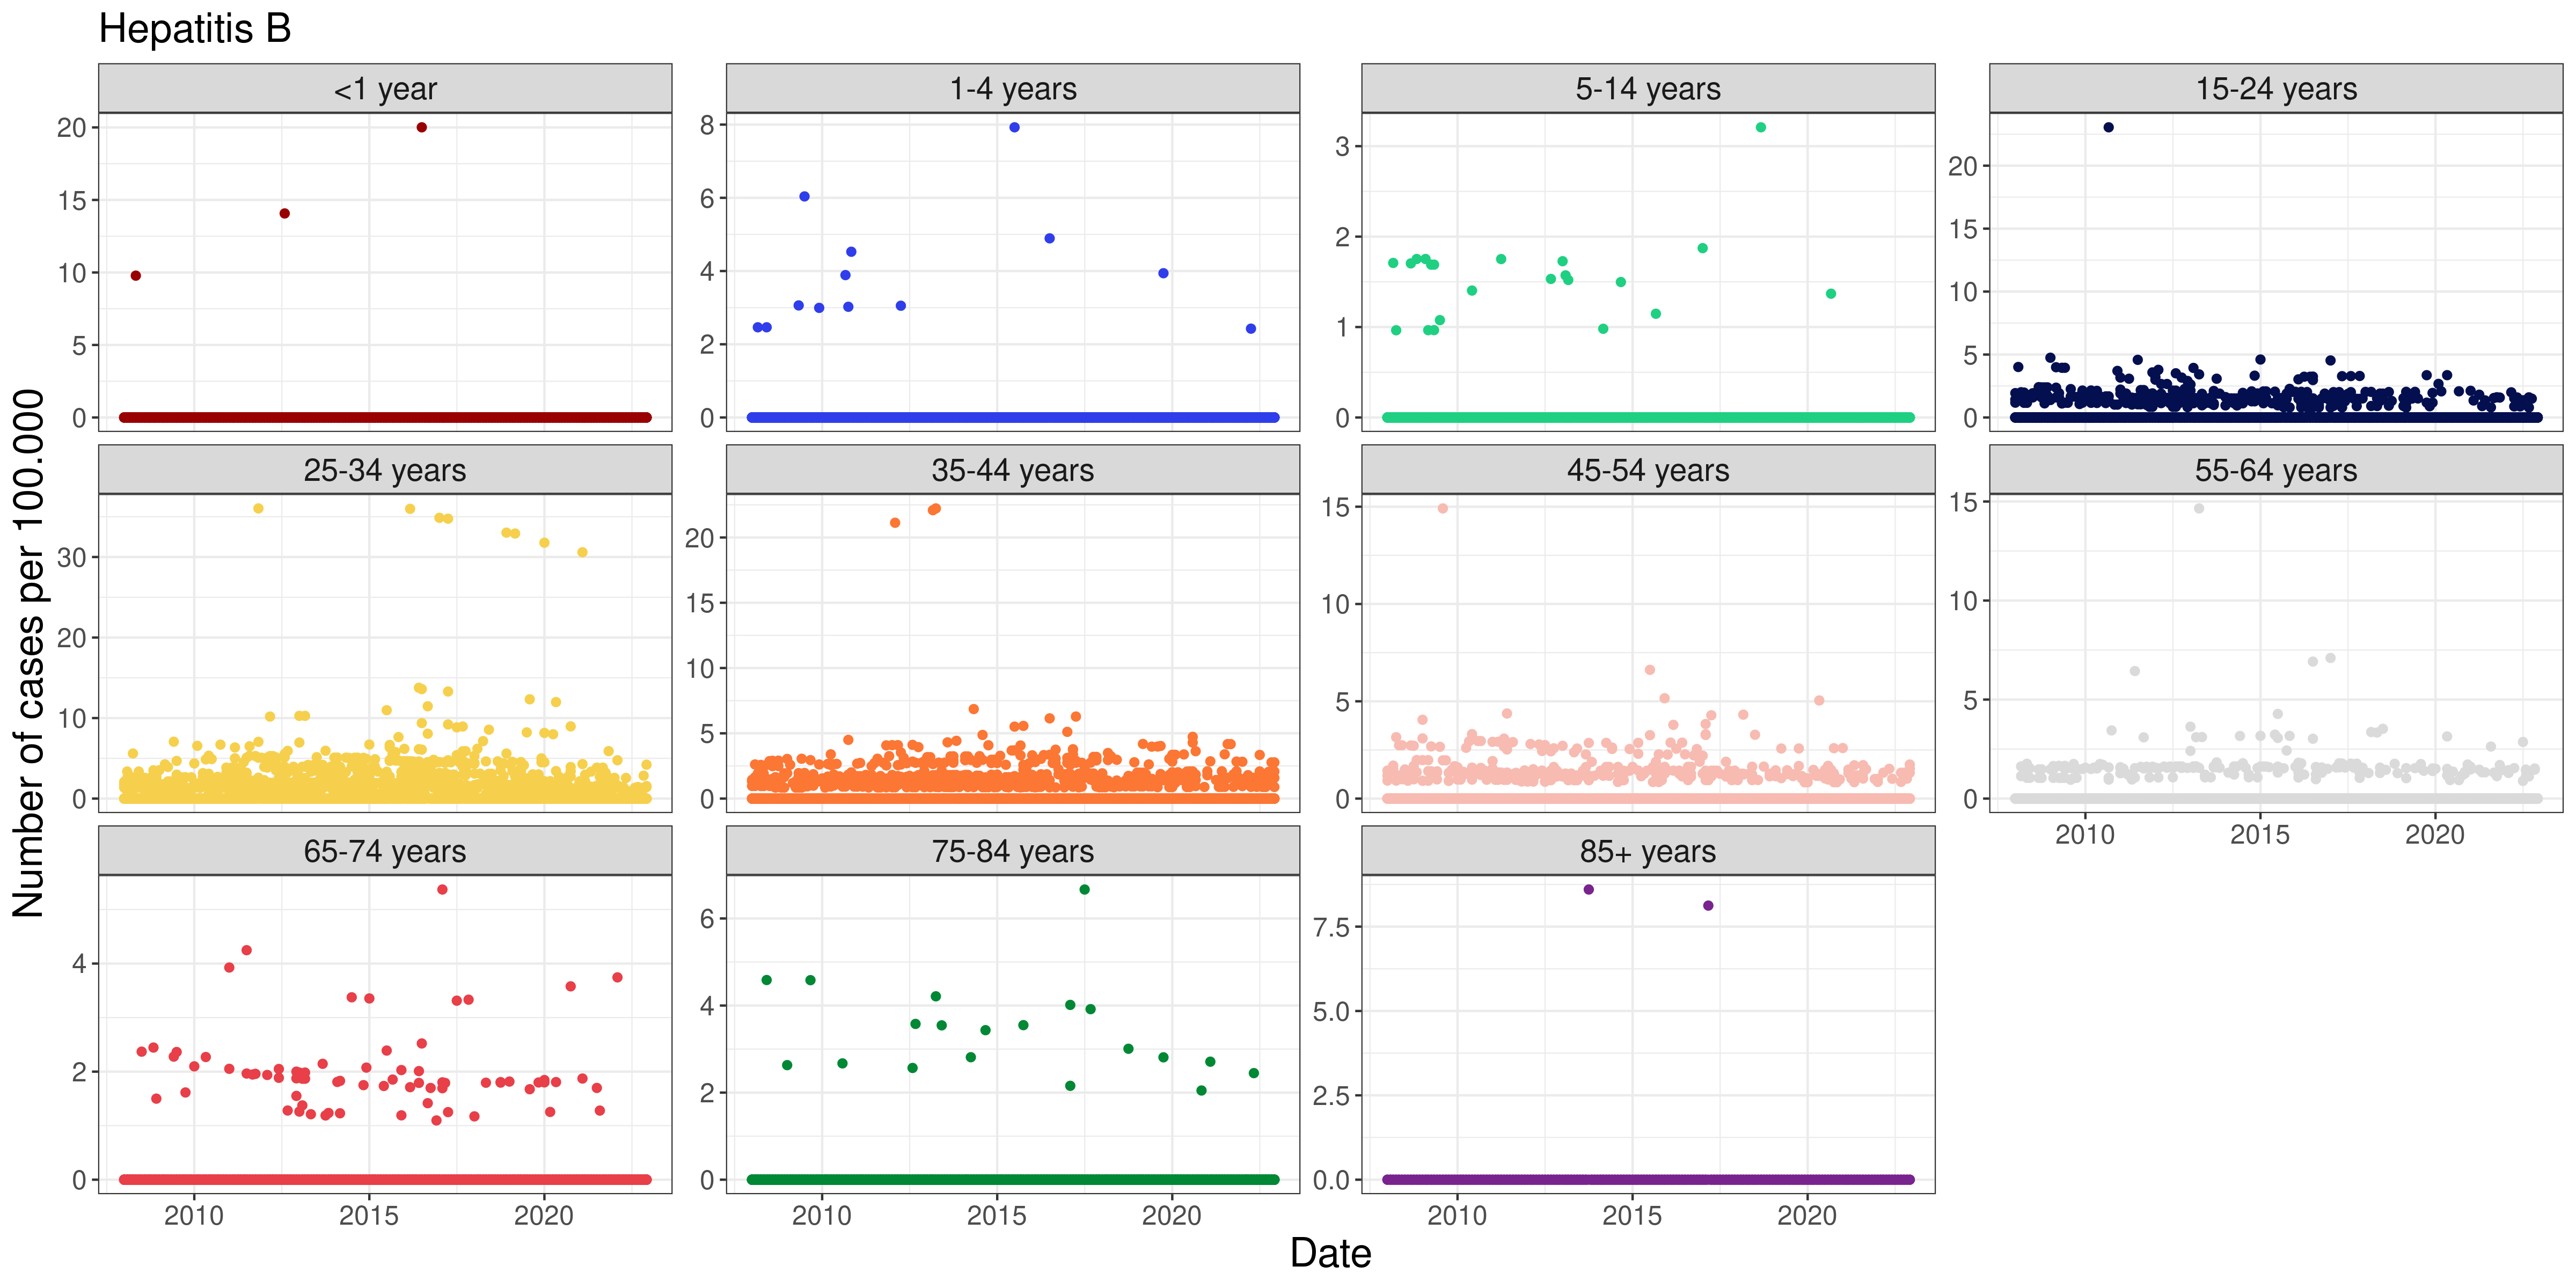 Hepatitis B
<1 year
1-4 years
5-14 years
15-24 years
20
15
10
5
0
8
6
4
2
0
3
2
1
0
20
15
10
5
0
25-34 years
35-44 years
45-54 years
55-64 years
30
20
10
0
20
15
10
5
0
15
10
5
0
15
10
5
0
2010 2015 2020
65-74 years
75-84 years
85+ years
4
2
0
6
4
2
0
7.5
5.0
2.5
0.0
2010 2015 2020
2010 2015 2020
2010 2015 2020
Date
Number of cases per 100.000